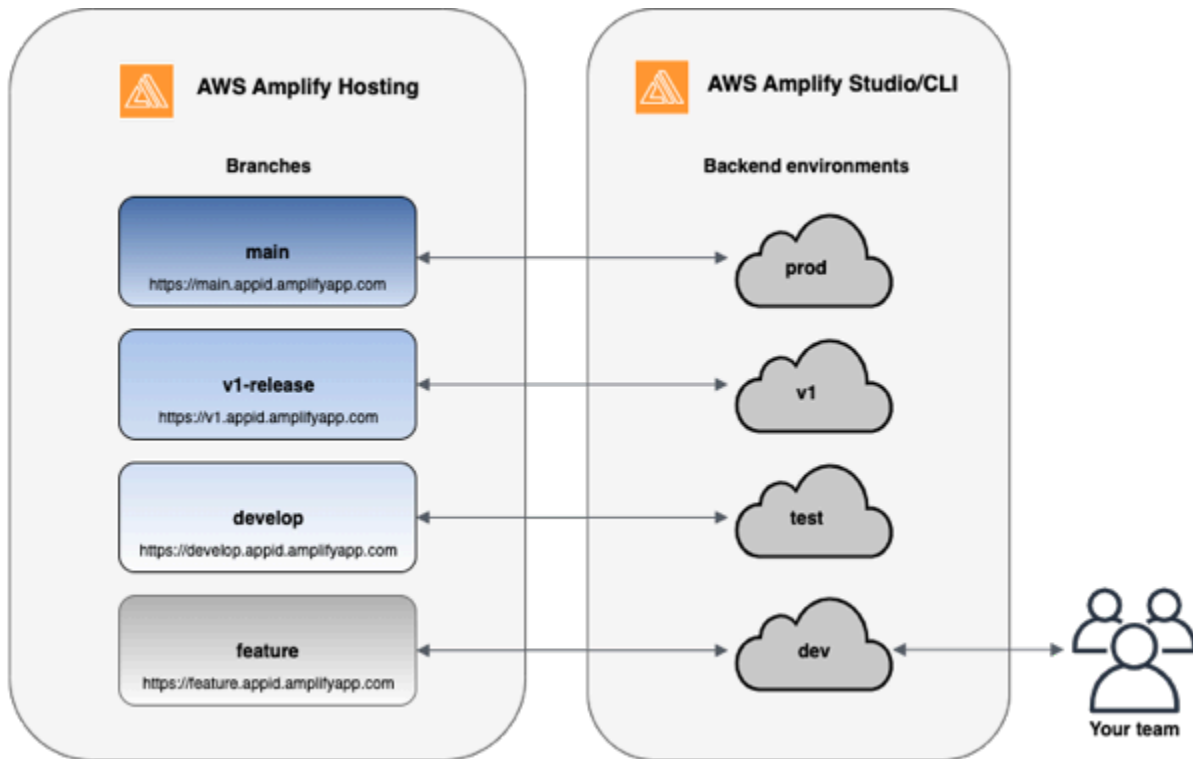 AWS Amplify Hosting
Branches
main
https://main.appid.amplifyapp.com
v1-release
https://v1.appid.amplifyapp.com
develop
https://develop.appid.amplifyapp.com
feature
https://feature.appid.amplifyapp.com
AWS Amplify Studio/CLI
Backend environments
prod
v1
test
dev
Your team